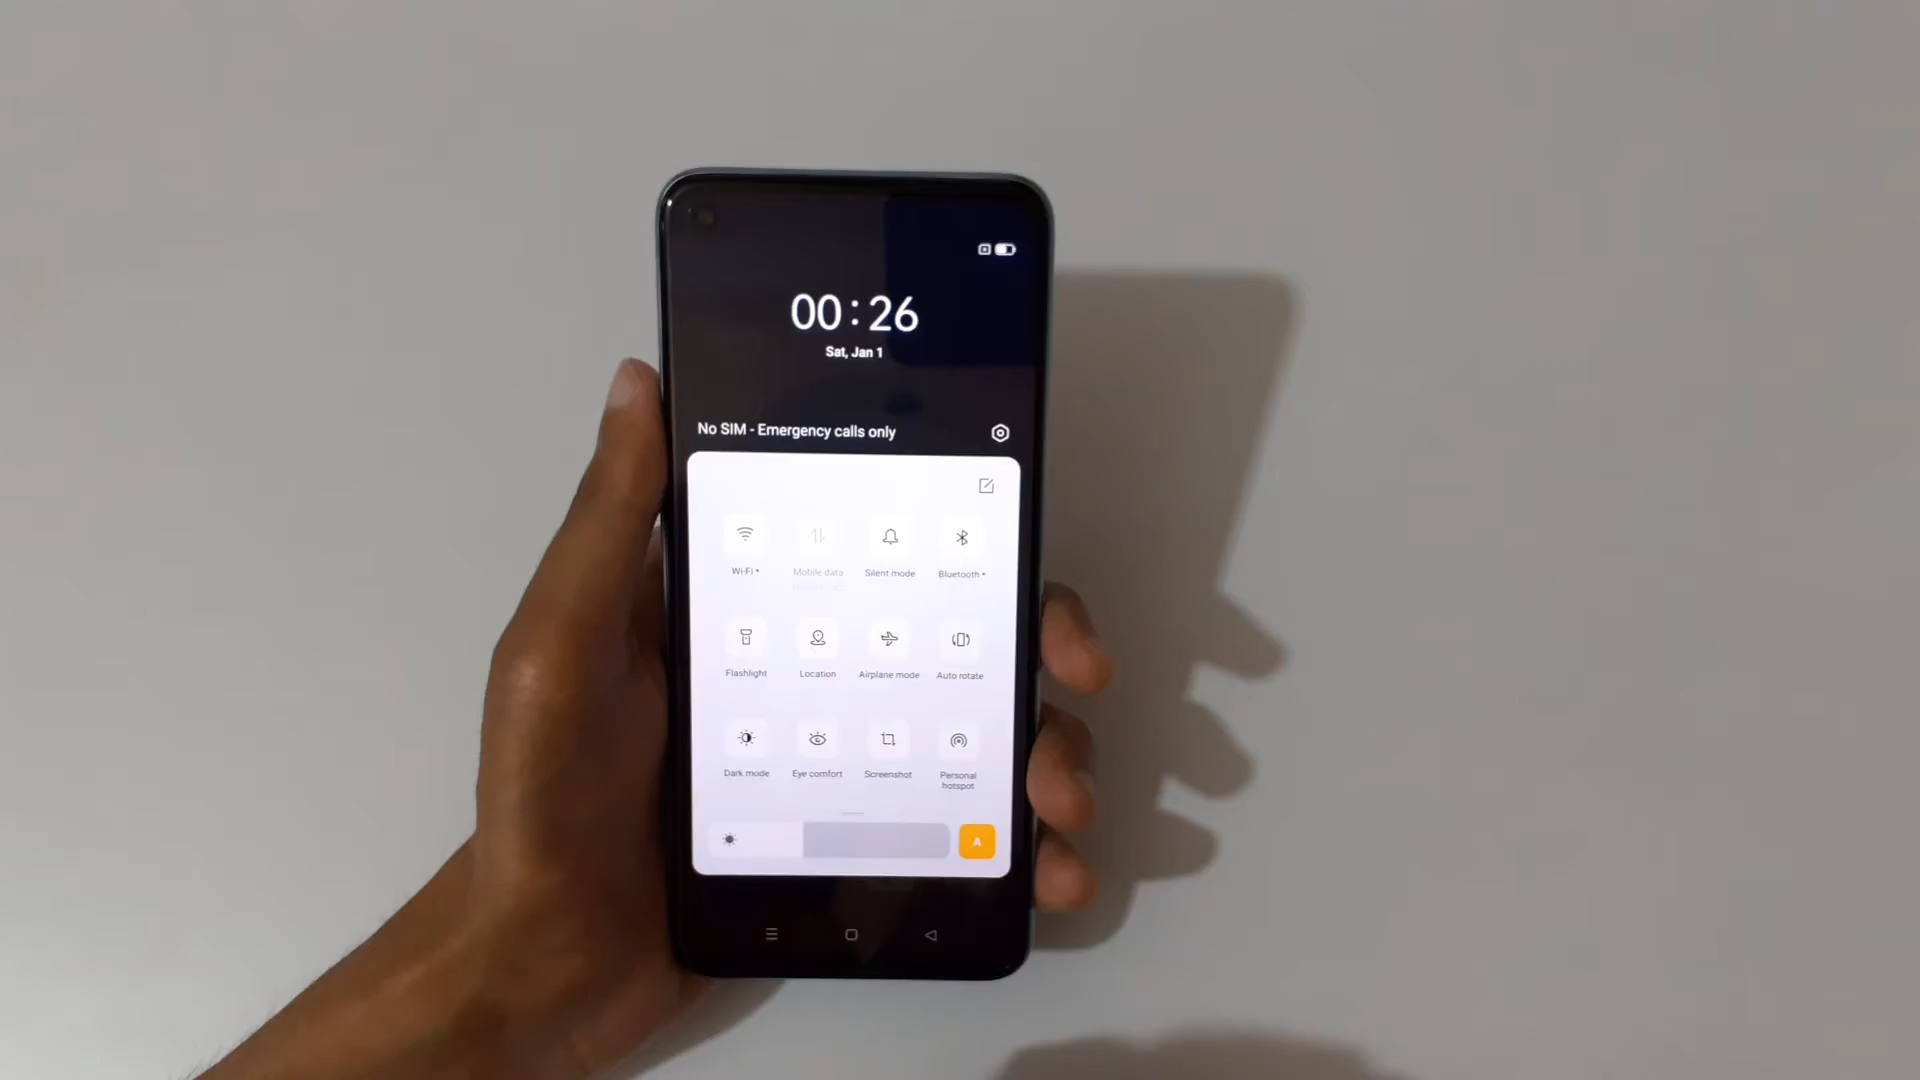 00:26
Sat, Jan 1
No SIM - Emergency calls only
Wi-Fi
Mobile data
Silent mode
Bluetooth
Flashlight
Location
Airplane mode
Auto rotate
Dark mode
Eye comfort
Screenshot
Personal
hotspot
A